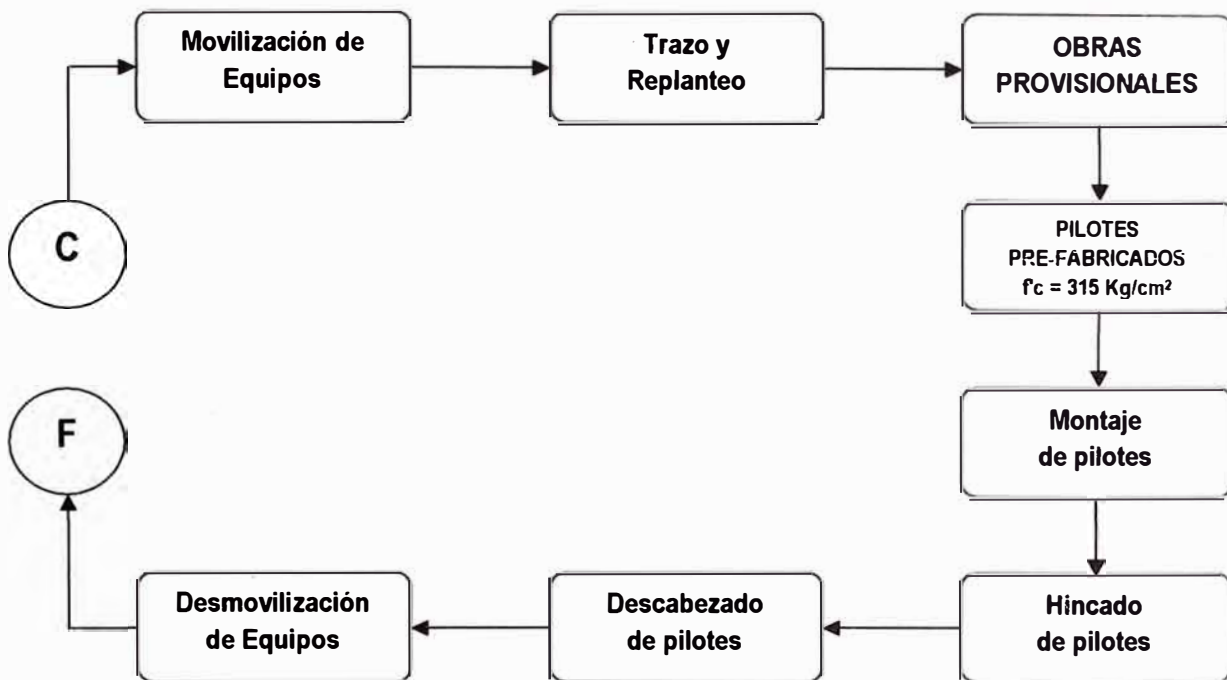 Movilización de
Equipos
Trazo y
Replanteo
OBRAS
PROVISIONALES
C
PILOTES
PRE-FABRICADOS
f'c = 315 Kg/cm²
Montaje
de pilotes
F
Hincado
de pilotes
Descabezado
de pilotes
Desmovilización
de Equipos